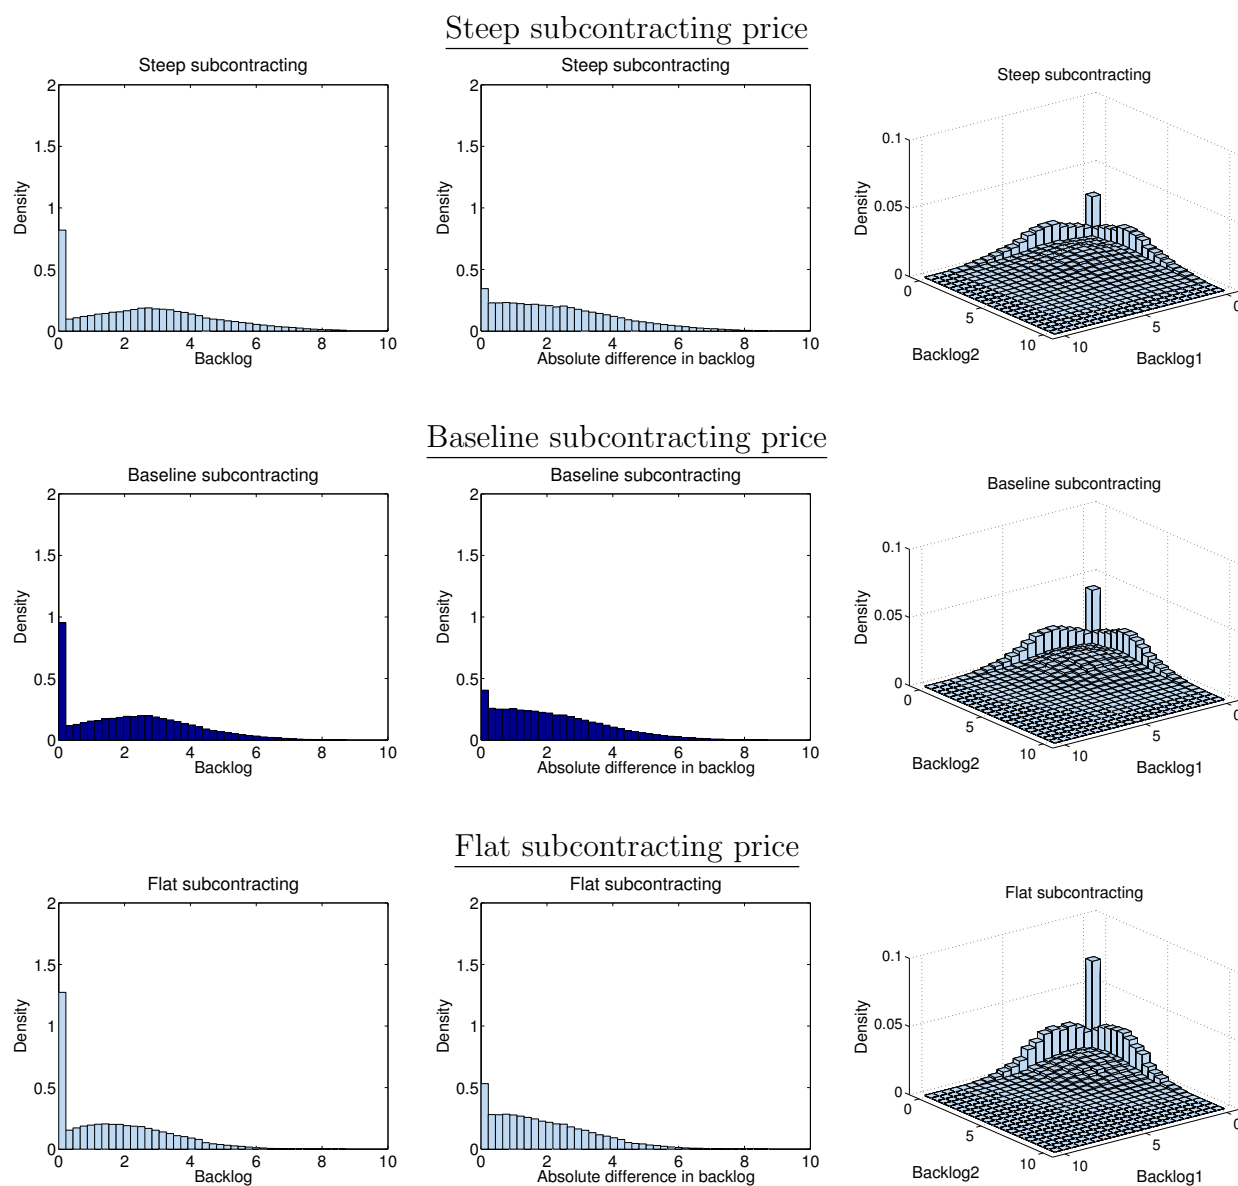 Steep subcontracting price
Steep subcontracting
Steep subcontracting
Steep subcontracting
2
1.5
1
0.5
0
Density
0 2 4 6 8 10
Backlog
2
1.5
1
0.5
0
Density
0 2 4 6 8 10
Absolute difference in backlog
0.1
0.05
0
Density
0 5 10
Backlog2
10 5 0
Backlog1
Baseline subcontracting price
Baseline subcontracting
Baseline subcontracting
Baseline subcontracting
2
1.5
1
0.5
0
Density
0 2 4 6 8 10
Backlog
2
1.5
1
0.5
0
Density
0 2 4 6 8 10
Absolute difference in backlog
0.1
0.05
0
Density
0 5 10
Backlog2
10 5 0
Backlog1
Flat subcontracting price
Flat subcontracting
Flat subcontracting
Flat subcontracting
2
1.5
1
0.5
0
Density
0 2 4 6 8 10
Backlog
2
1.5
1
0.5
0
Density
0 2 4 6 8 10
Absolute difference in backlog
0.1
0.05
0
Density
0 5 10
Backlog2
10 5 0
Backlog1